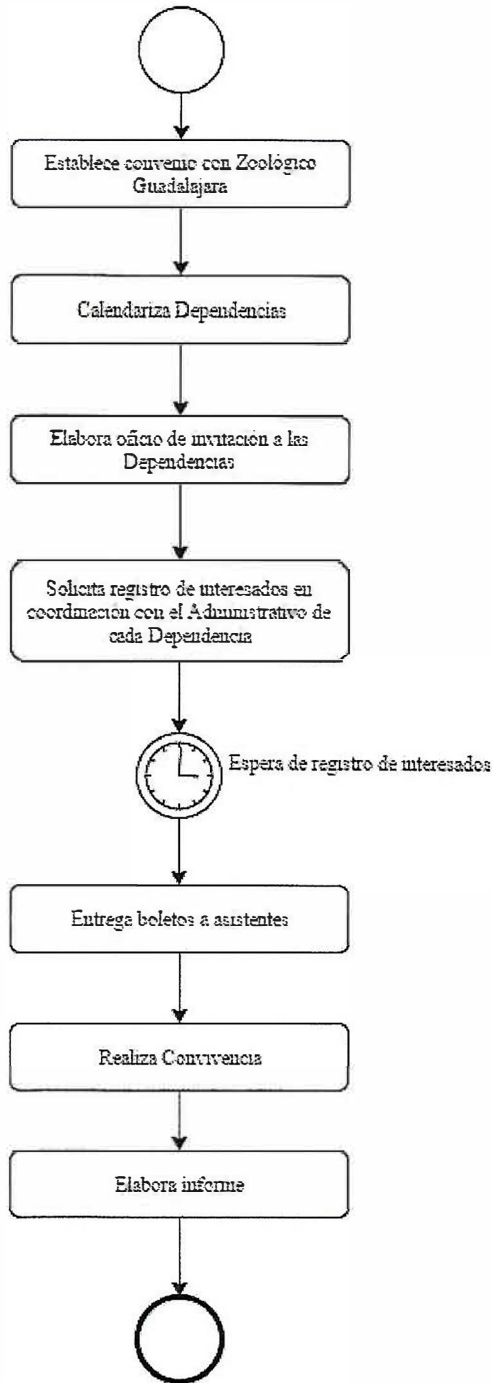 Establece convenio con Zoológico
Guadalajara
Calendariza Dependencias
Elabora oficio de invitación a las
Dependencias
Solicita registro de interesados en
coordinación con el Administrativo de
cada Dependencia
Espera de registro de interesados
Entrega boletos a asistentes
Realiza Convivencia
Elabora informe